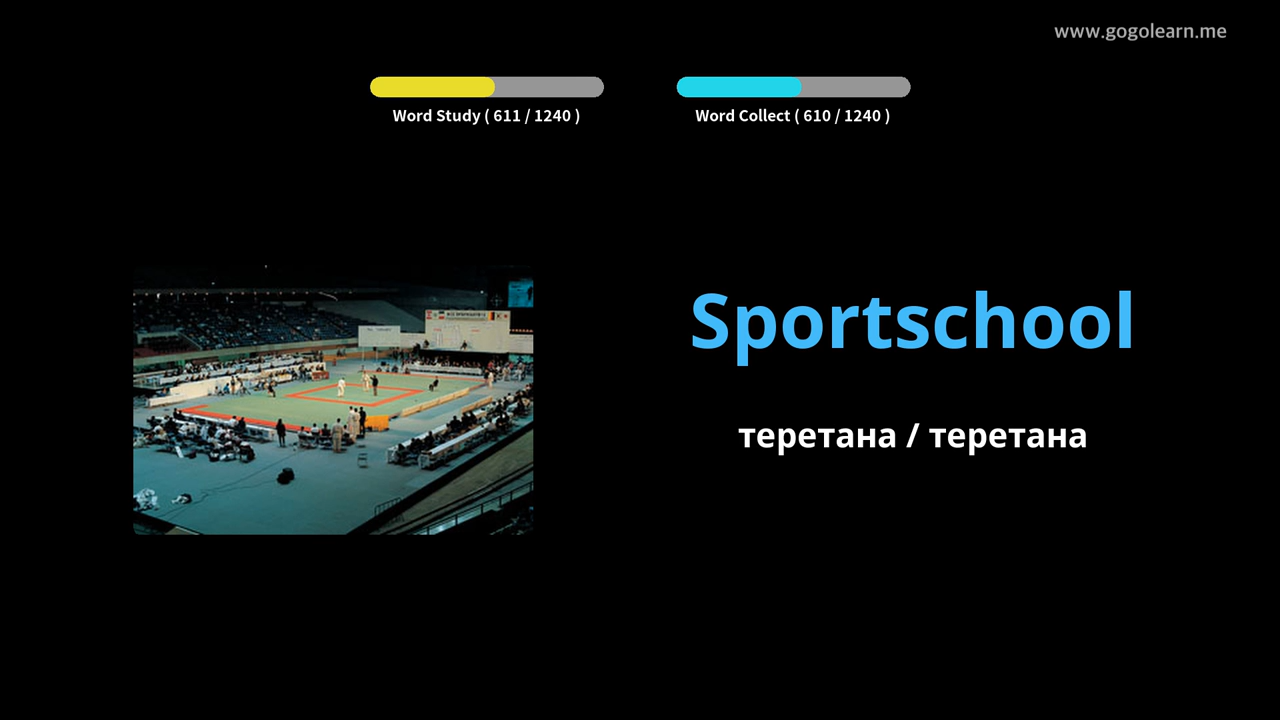 www.gogolearn.me
Word Study ( 611 / 1240 )
Word Collect ( 610 / 1240 )
Sportschool
теретана / теретана